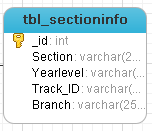 tbl_sectioninfo
_id: int
Section: varchar(2...
Yearlevel: varchar(...
Track_ID: varchar(...
Branch: varchar(25...